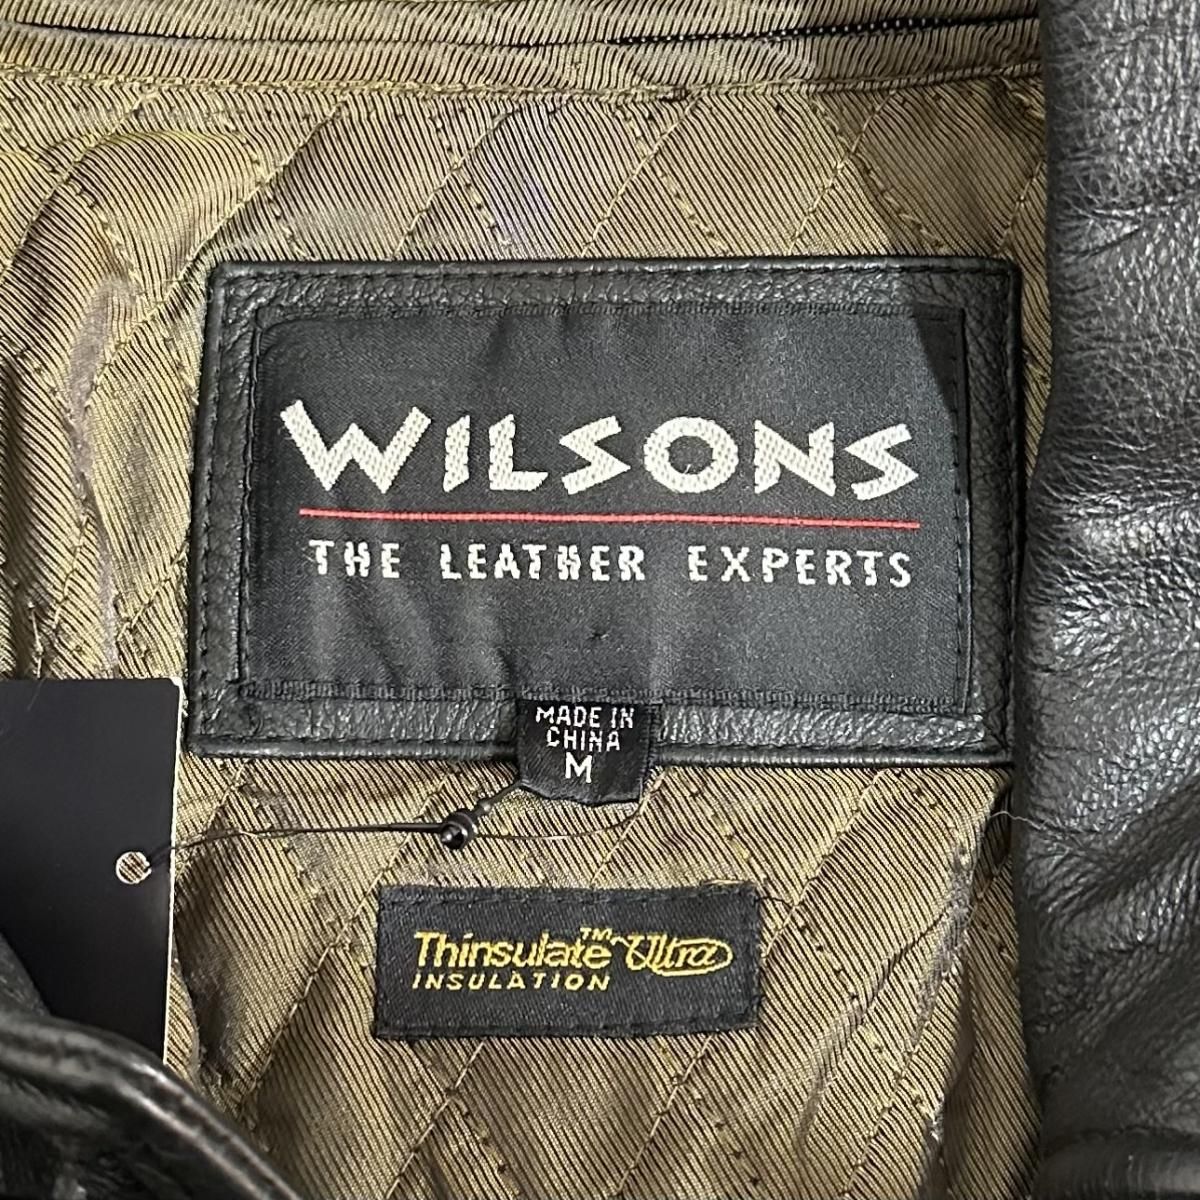 WILSONS
THE LEATHER EXPERTS
MADE IN
CHINA
M
Thinsulate™ Ultra
INSULATION